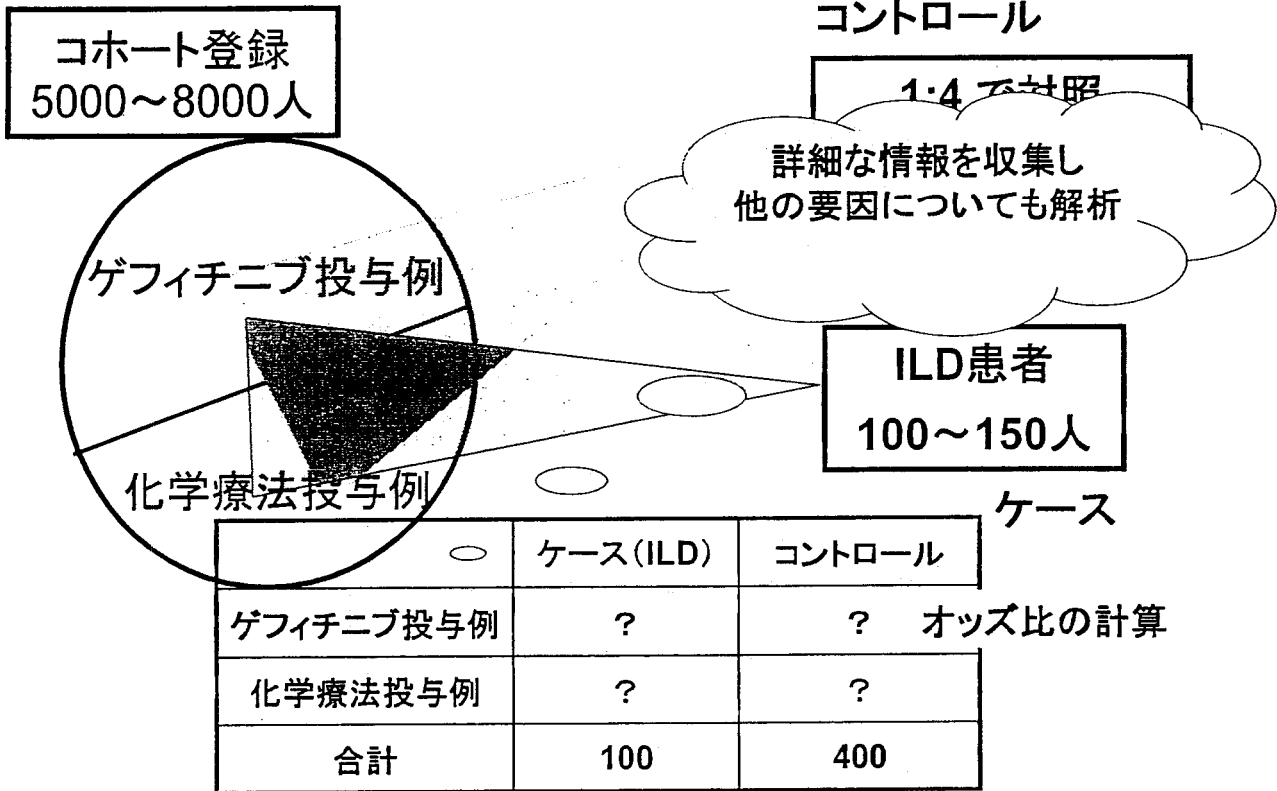 コホート登録
5000～8000人
コントロール
1:4 で対照
詳細な情報を収集し
他の要因についても解析
ゲフィチニブ投与例
化学療法投与例
ILD患者
100～150人
ケース
ケース(ILD) コントロール
ゲフィチニブ投与例 ? ?
オッズ比の計算
化学療法投与例 ? ?
合計 100 400